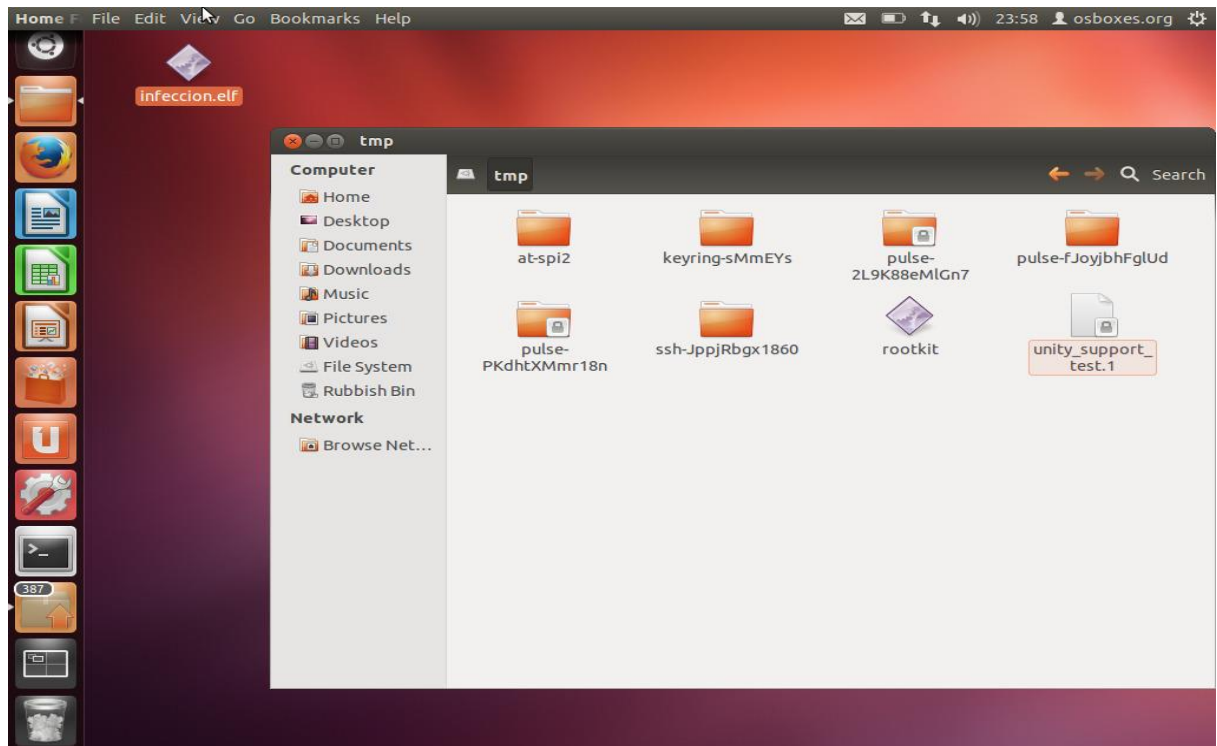 Home F File Edit View Go Bookmarks Help 23:58 osboxes.org
infeccion.elf
tmp
Computer
Home
Desktop
Documents
Downloads
Music
Pictures
Videos
File System
Rubbish Bin
Network
Browse Net...
tmp Search
at-spi2 keyring-sMmEYs pulse- pulse-fJoyjbhFglUd
2L9K88eMlGn7
pulse- ssh-JppjRbgx1860 rootkit unity_support_
PKdhtXMmr18n test.1
387